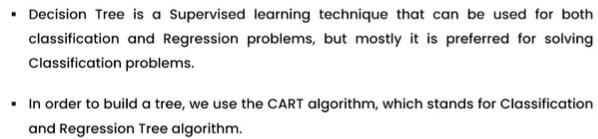 ▪ Decision Tree is a Supervised learning technique that can be used for both
classification and Regression problems, but mostly it is preferred for solving
Classification problems.
▪ In order to build a tree, we use the CART algorithm, which stands for Classification
and Regression Tree algorithm.